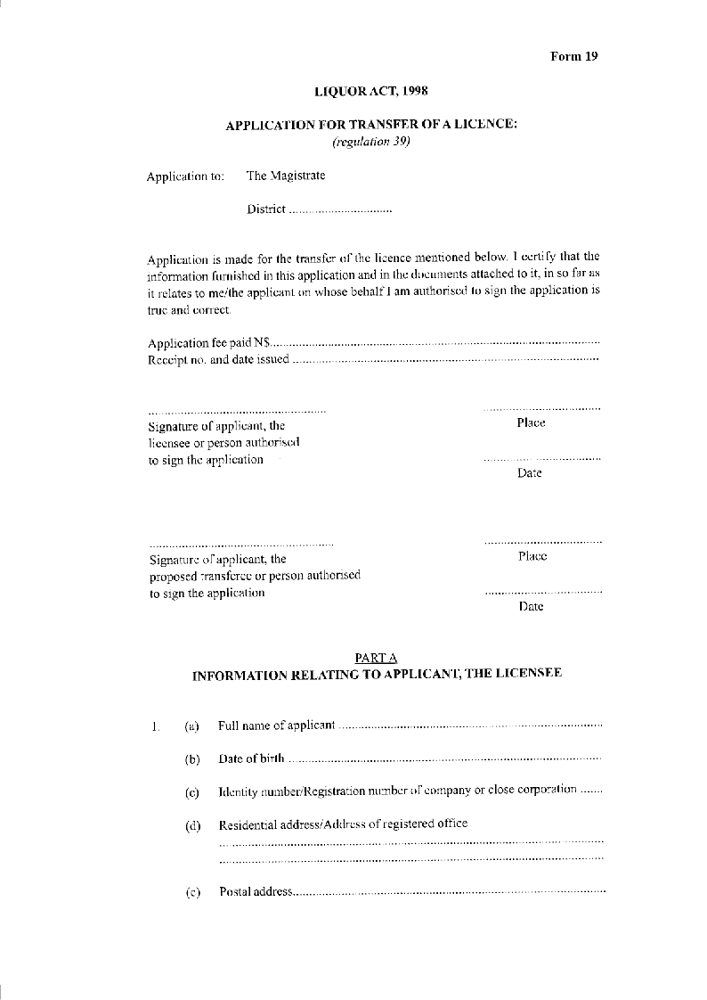 Form 19
LIQUOR ACT, 1998
APPLICATION FOR TRANSFER OF A LICENCE:
(regulation 39)
Application to: The Magistrate
District ................................
Application is made for the transfer of the licence mentioned below. I certify that the
information furnished in this application and in the documents attached to it, in so far as
it relates to me/the applicant on whose behalf I am authorised to sign the application is
true and correct.
Application fee paid N$.....................................................................................................
Receipt no. and date issued ..............................................................................................
.......................................................
....................................
Signature of applicant, the
Place
licensee or person authorised
to sign the application
....................................
Date
.........................................................
....................................
Signature of applicant, the
Place
proposed transferee or person authorised
to sign the application
....................................
Date
PART A
INFORMATION RELATING TO APPLICANT, THE LICENSEE
1. (a) Full name of applicant .................................................................................
(b) Date of birth ................................................................................................
(c) Identity number/Registration number of company or close corporation .......
(d) Residential address/Address of registered office
......................................................................................................................
......................................................................................................................
(e) Postal address................................................................................................